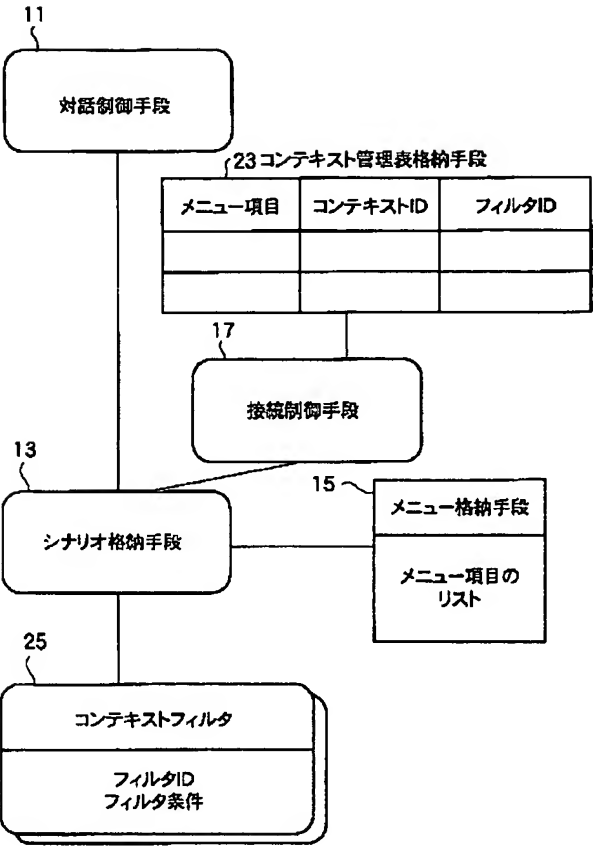 11
対話制御手段
23 コンテキスト管理表格納手段
メニュー項目 コンテキストID フィルタID
17
接続制御手段
13
シナリオ格納手段
15
メニュー格納手段
メニュー項目の
リスト
25
コンテキストフィルタ
フィルタID
フィルタ条件